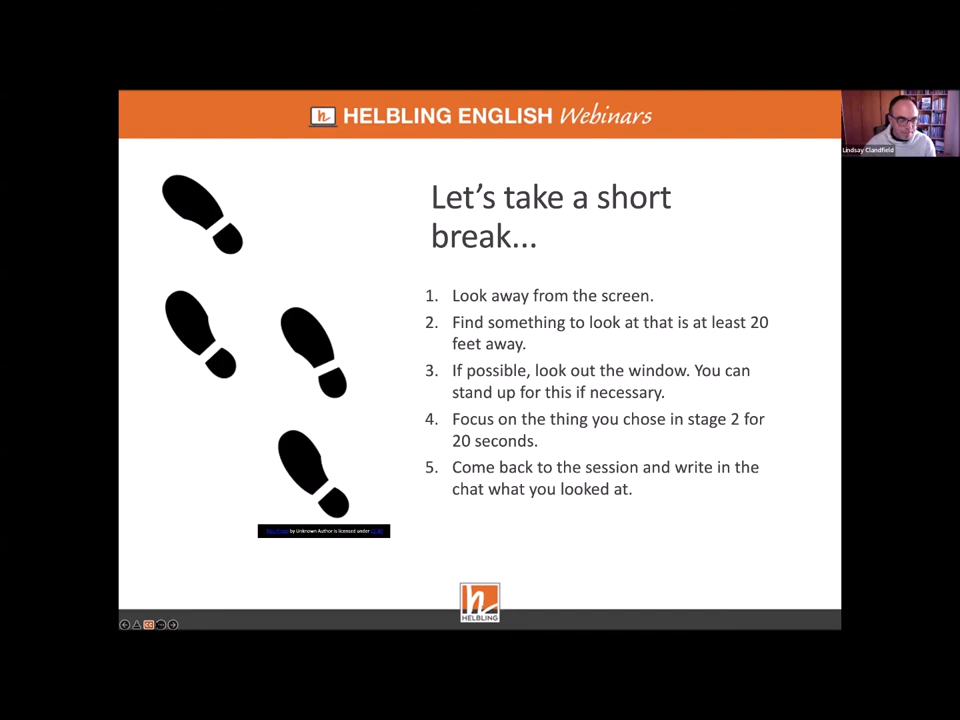 HELBLING ENGLISH Webinars
Lindsay Clandfield
Let's take a short
break...
1. Look away from the screen.
2. Find something to look at that is at least 20
feet away.
3. If possible, look out the window. You can
stand up for this if necessary.
4. Focus on the thing you chose in stage 2 for
20 seconds.
5. Come back to the session and write in the
chat what you looked at.
by Unknown Author is licensed under
HELBLING